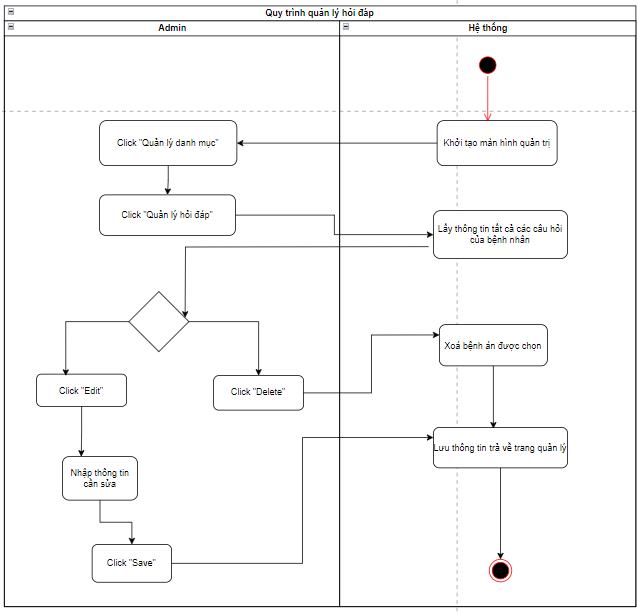 Quy trình quản lý hỏi đáp
Admin
Hệ thống
Khởi tạo màn hình quản trị
Click "Quản lý danh mục"
Click "Quản lý hỏi đáp"
Lấy thông tin tất cả các câu hỏi
của bệnh nhân
Xoá bệnh án được chọn
Click "Edit"
Click "Delete"
Lưu thông tin trả về trang quản lý
Nhập thông tin
cần sửa
Click "Save"